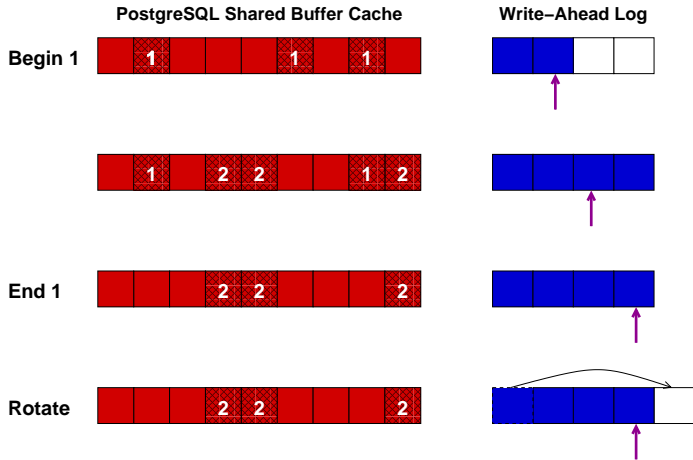 PostgreSQL Shared Buffer Cache Write−Ahead Log
Begin 1 1 1 1
1 2 2 1 2
End 1 2 2 2
Rotate 2 2 2